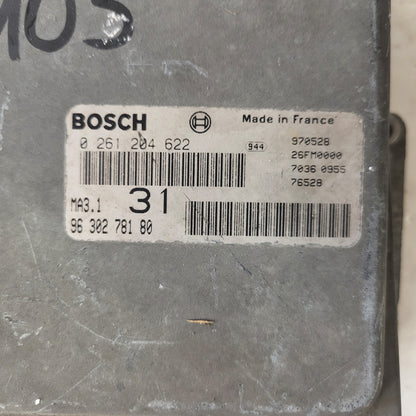 10S
BOSCH Made in France
0 261 204 622 944 970528
26FM0000
7036 0955
76528
MA3.1 31
96 302 781 80